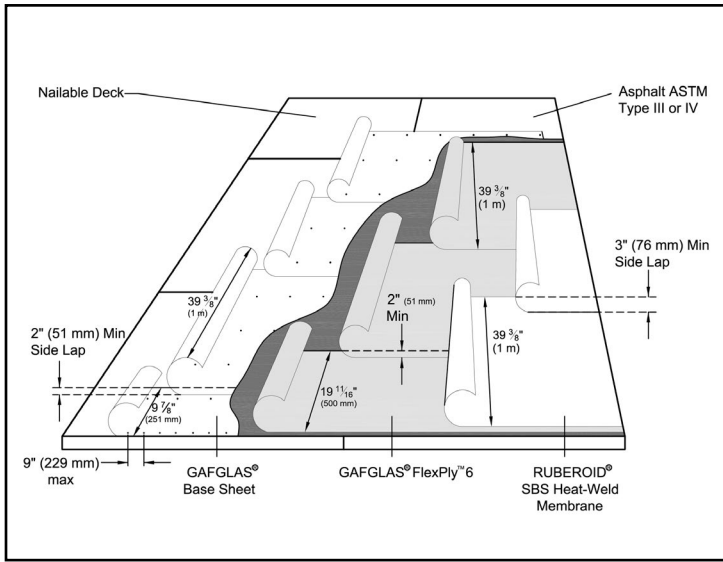 Nailable Deck
Asphalt ASTM
Type III or IV
39 3/8"
(1 m)
3" (76 mm) Min
Side Lap
39 3/8"
(1 m)
2" (51 mm)
Min
39 3/8"
(1 m)
2" (51 mm) Min
Side Lap
9 7/8"
(251 mm)
19 11/16"
(500 mm)
9" (229 mm)
max
GAFGLAS®
Base Sheet
GAFGLAS® FlexPly™ 6
RUBEROID®
SBS Heat-Weld
Membrane